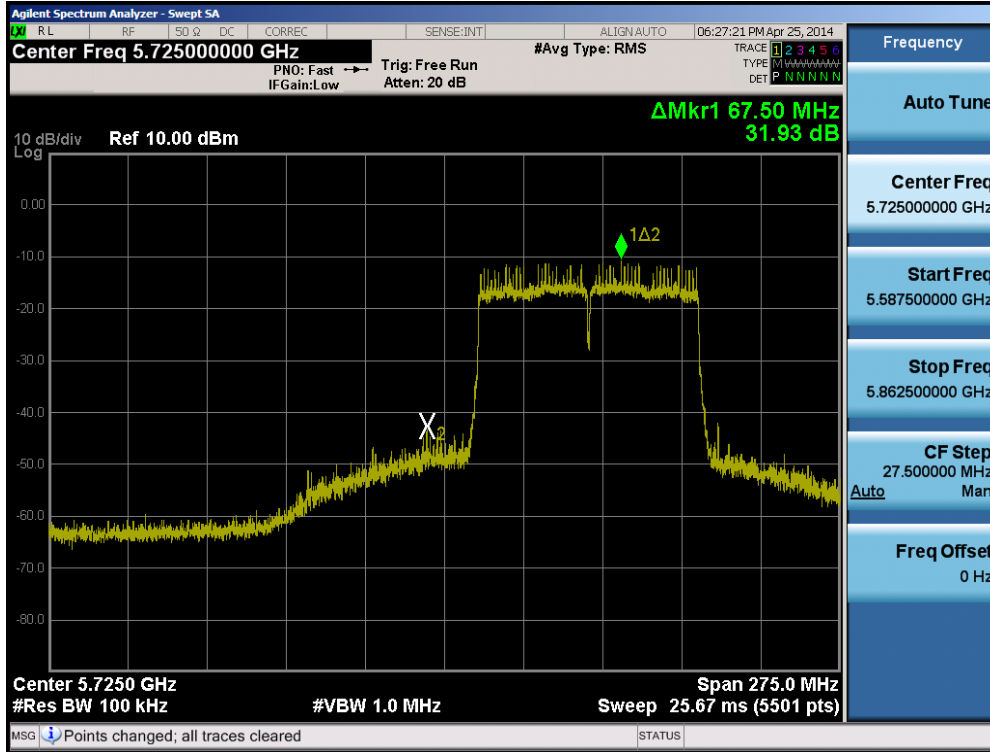 Agilent Spectrum Analyzer - Swept SA
LXI RL RF 50 Ω DC CORREC SENSE:INT ALIGN AUTO 06:27:21 PM Apr 25, 2014
Center Freq 5.725000000 GHz
#Avg Type: RMS
TRACE 1 2 3 4 5 6
PNO: Fast
Trig: Free Run
TYPE M WWWWW
IFGain:Low
Atten: 20 dB
DET P N N N N N
ΔMkr1 67.50 MHz
31.93 dB
10 dB/div
Ref 10.00 dBm
Log
0.00
1Δ2
-10.0
-20.0
-30.0
-40.0
X2
-50.0
-60.0
-70.0
-80.0
Center 5.7250 GHz
Span 275.0 MHz
#Res BW 100 kHz
#VBW 1.0 MHz
Sweep 25.67 ms (5501 pts)
MSG Points changed; all traces cleared
STATUS
Frequency
Auto Tune
Center Freq
5.725000000 GHz
Start Freq
5.587500000 GHz
Stop Freq
5.862500000 GHz
CF Step
27.500000 MHz
Auto Man
Freq Offset
0 Hz